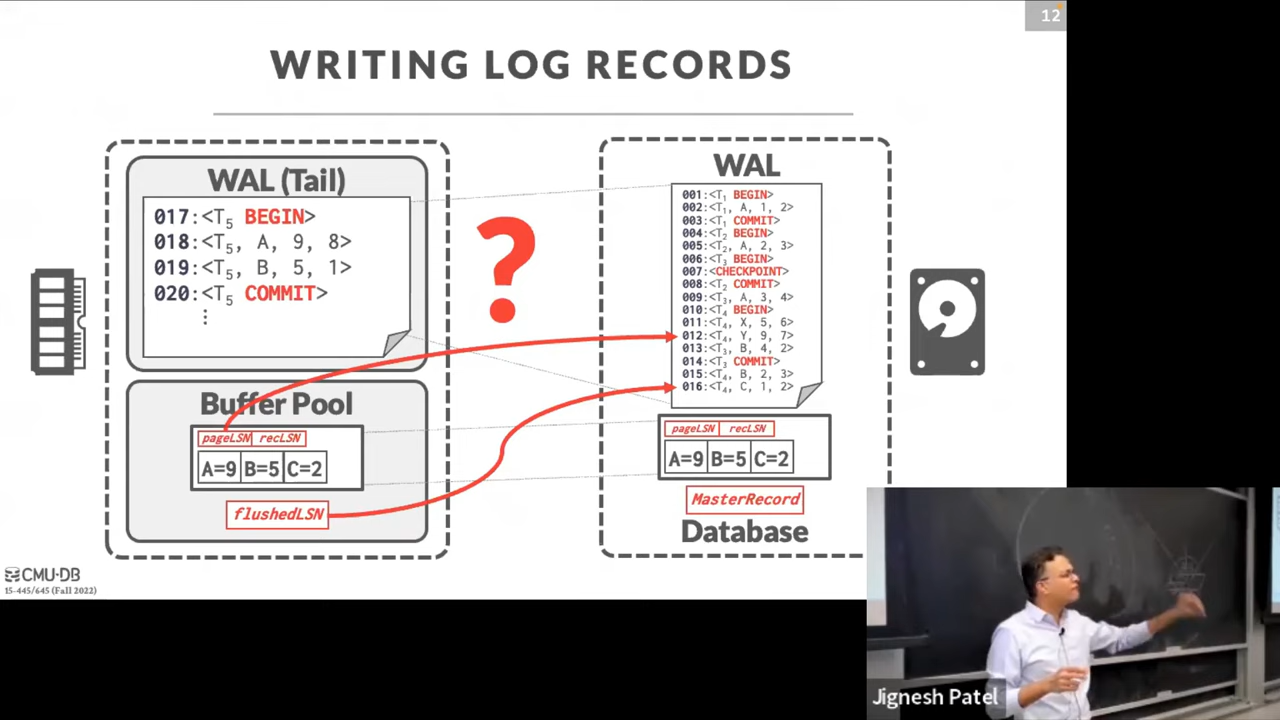 12
WRITING LOG RECORDS
WAL (Tail)
017:<T5 BEGIN>
018:<T5, A, 9, 8>
019:<T5, B, 5, 1>
020:<T5 COMMIT>
⋮
?
Buffer Pool
pageLSN recLSN
A=9 B=5 C=2
flushedLSN
WAL
001:<T1 BEGIN>
002:<T1, A, 1, 2>
003:<T1 COMMIT>
004:<T2 BEGIN>
005:<T2, A, 2, 3>
006:<T3 BEGIN>
007:<CHECKPOINT>
008:<T2 COMMIT>
009:<T3, A, 3, 4>
010:<T4 BEGIN>
011:<T4, X, 5, 6>
012:<T4, Y, 9, 7>
013:<T3, B, 4, 2>
014:<T3 COMMIT>
015:<T4, B, 2, 3>
016:<T4, C, 1, 2>
pageLSN recLSN
A=9 B=5 C=2
MasterRecord
Database
CMU·DB
15-445/645 (Fall 2022)
Jignesh Patel